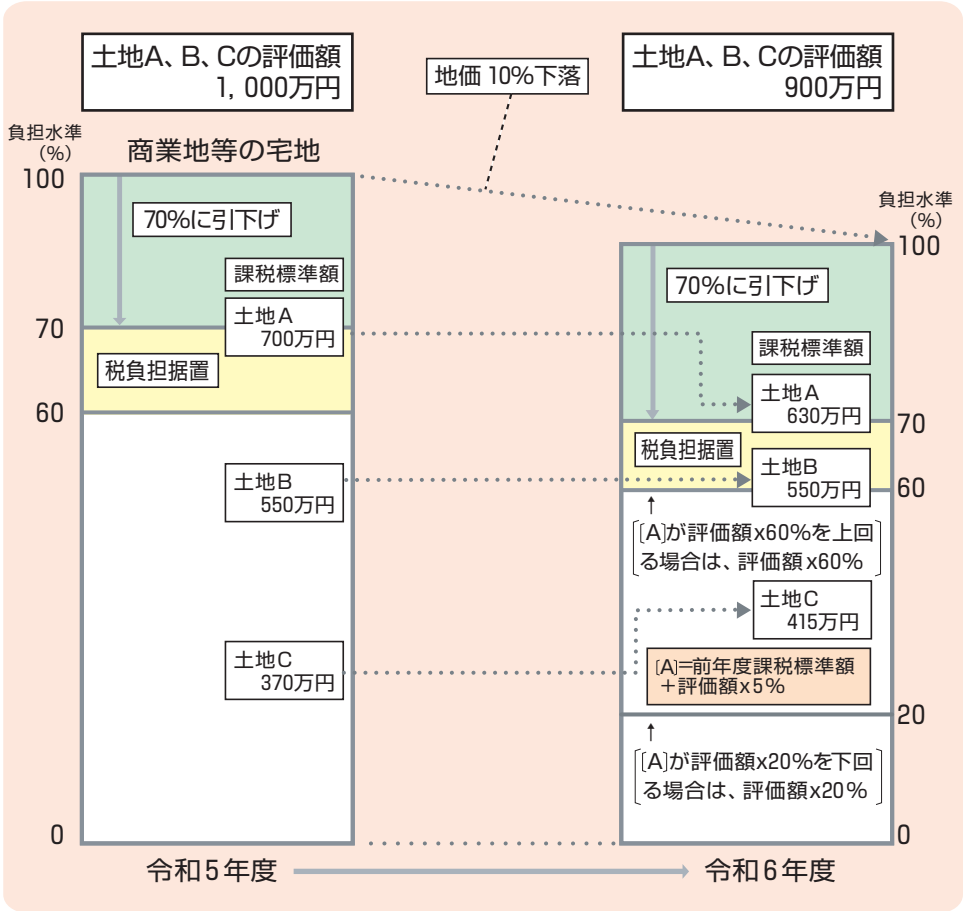 土地A、B、Cの評価額
1,000万円
土地A、B、Cの評価額
900万円
地価 10%下落
負担水準
(%)
商業地等の宅地
100
70%に引下げ
課税標準額
土地A
700万円
70
税負担据置
60
土地B
550万円
土地C
370万円
0
令和5年度
負担水準
(%)
100
70%に引下げ
課税標準額
土地A
630万円
70
税負担据置
土地B
550万円
60
↑
[[A]が評価額x60%を上回
る場合は、評価額x60%]
土地C
415万円
[A]=前年度課税標準額
+評価額x5%
20
↑
[[A]が評価額x20%を下回
る場合は、評価額x20%]
0
令和6年度